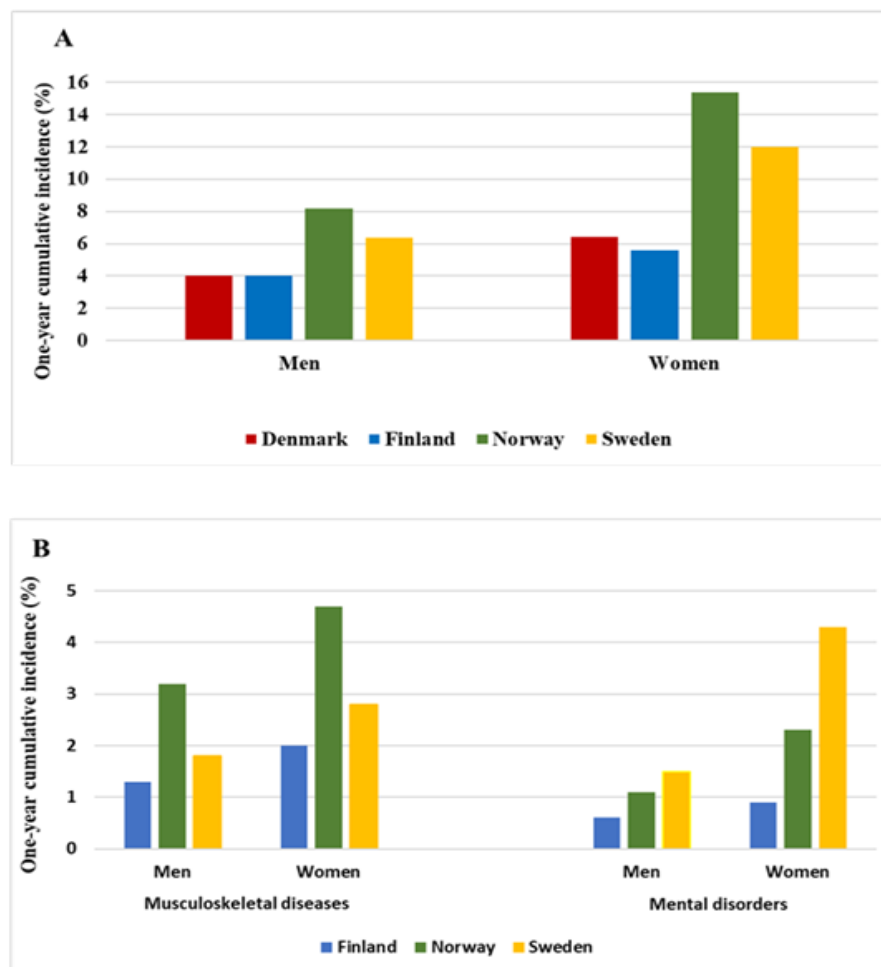 A
One-year cumulative incidence (%)
16
14
12
10
8
6
4
2
0
Men Women
Denmark Finland Norway Sweden
B
One-year cumulative incidence (%)
5
4
3
2
1
0
Men Women Men Women
Musculoskeletal diseases Mental disorders
Finland Norway Sweden